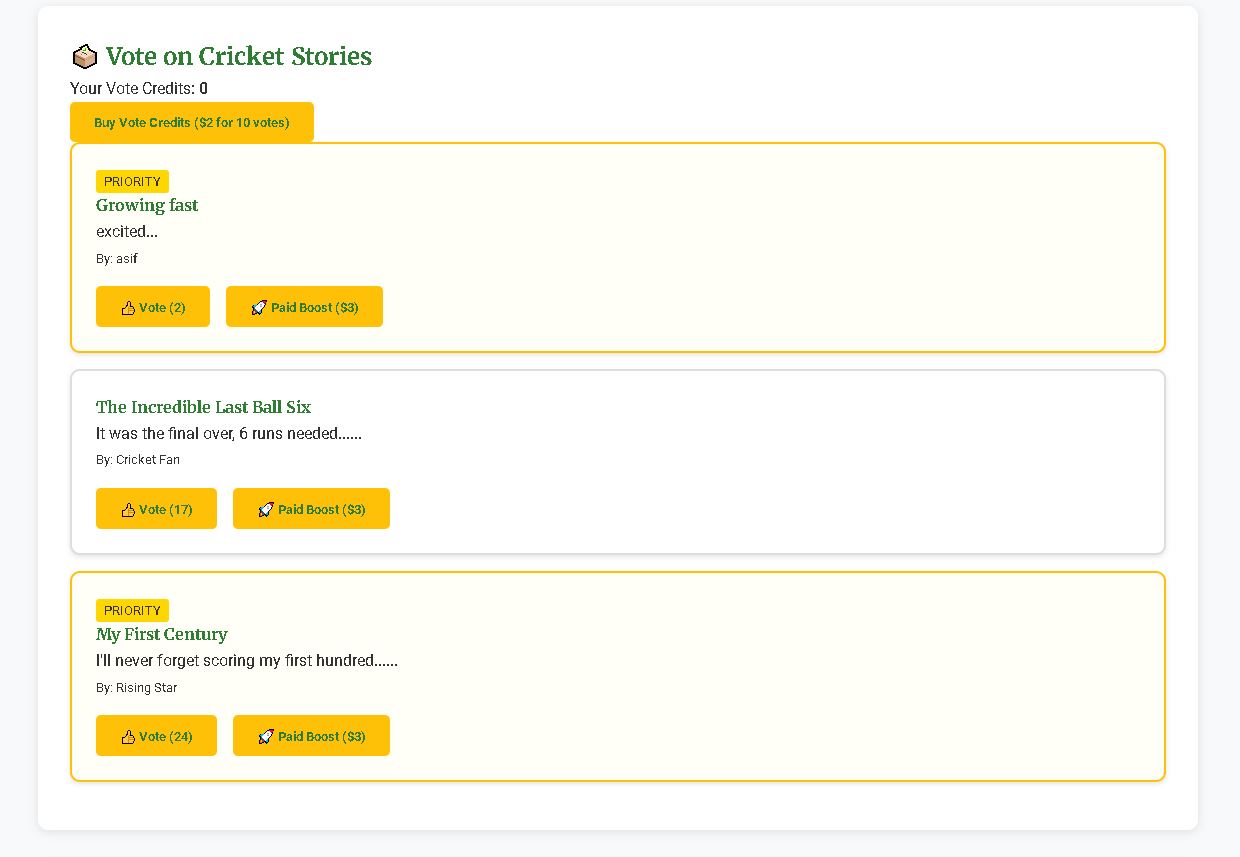 Vote on Cricket Stories
Your Vote Credits: 0
Buy Vote Credits ($2 for 10 votes)
PRIORITY
Growing fast
excited...
By: asif
Vote (2)
Paid Boost ($3)
The Incredible Last Ball Six
It was the final over, 6 runs needed......
By: Cricket Fan
Vote (17)
Paid Boost ($3)
PRIORITY
My First Century
I'll never forget scoring my first hundred......
By: Rising Star
Vote (24)
Paid Boost ($3)